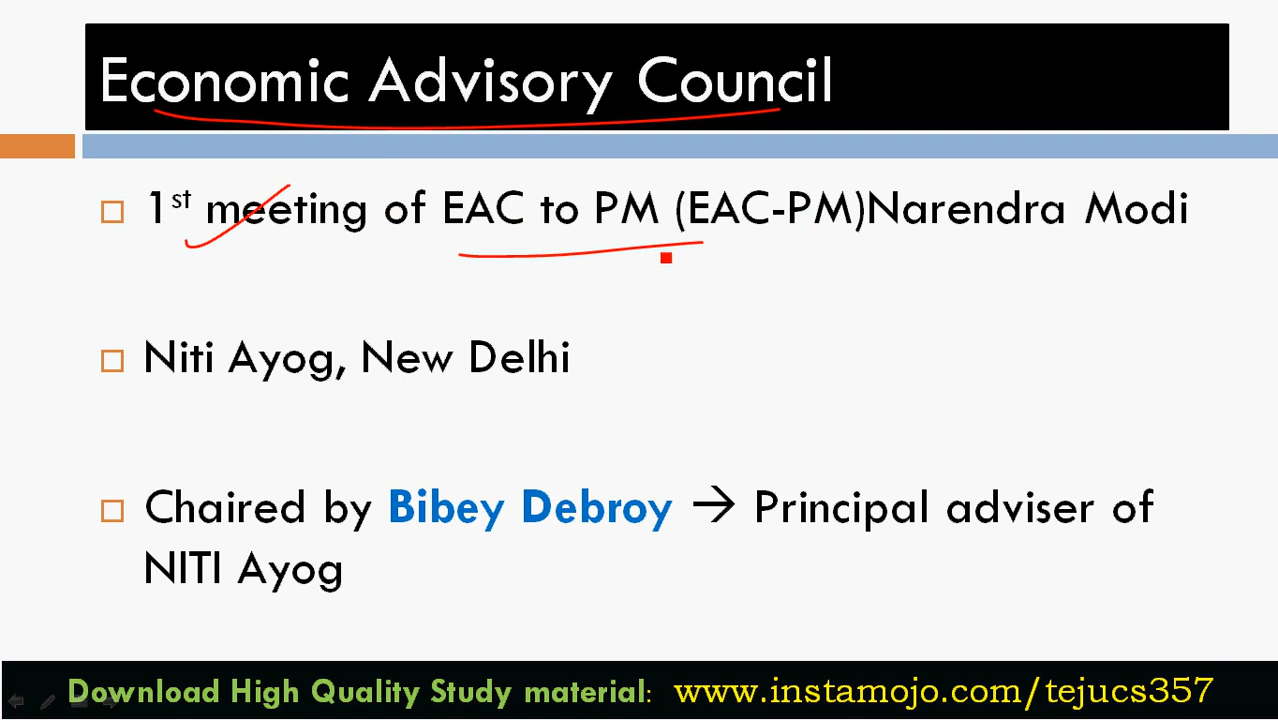 Economic Advisory Council
1st meeting of EAC to PM (EAC-PM)Narendra Modi
Niti Ayog, New Delhi
Chaired by Bibey Debroy → Principal adviser of
NITI Ayog
Download High Quality Study material: www.instamojo.com/tejucs357